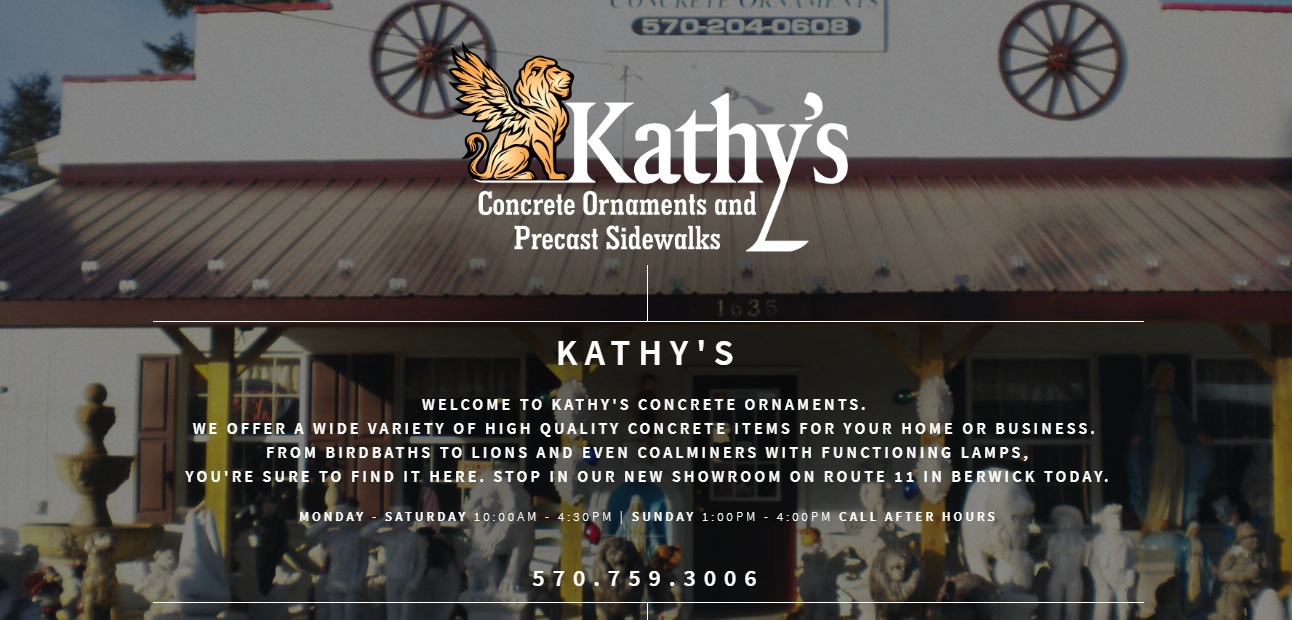 CONCRETE ORNAMENTS
570-204-0608
Kathy's
Concrete Ornaments and
Precast Sidewalks
1635
KATHY'S
WELCOME TO KATHY'S CONCRETE ORNAMENTS.
WE OFFER A WIDE VARIETY OF HIGH QUALITY CONCRETE ITEMS FOR YOUR HOME OR BUSINESS.
FROM BIRDBATHS TO LIONS AND EVEN COALMINERS WITH FUNCTIONING LAMPS,
YOU'RE SURE TO FIND IT HERE. STOP IN OUR NEW SHOWROOM ON ROUTE 11 IN BERWICK TODAY.
MONDAY - SATURDAY 10:00AM - 4:30PM | SUNDAY 1:00PM - 4:00PM CALL AFTER HOURS
570.759.3006